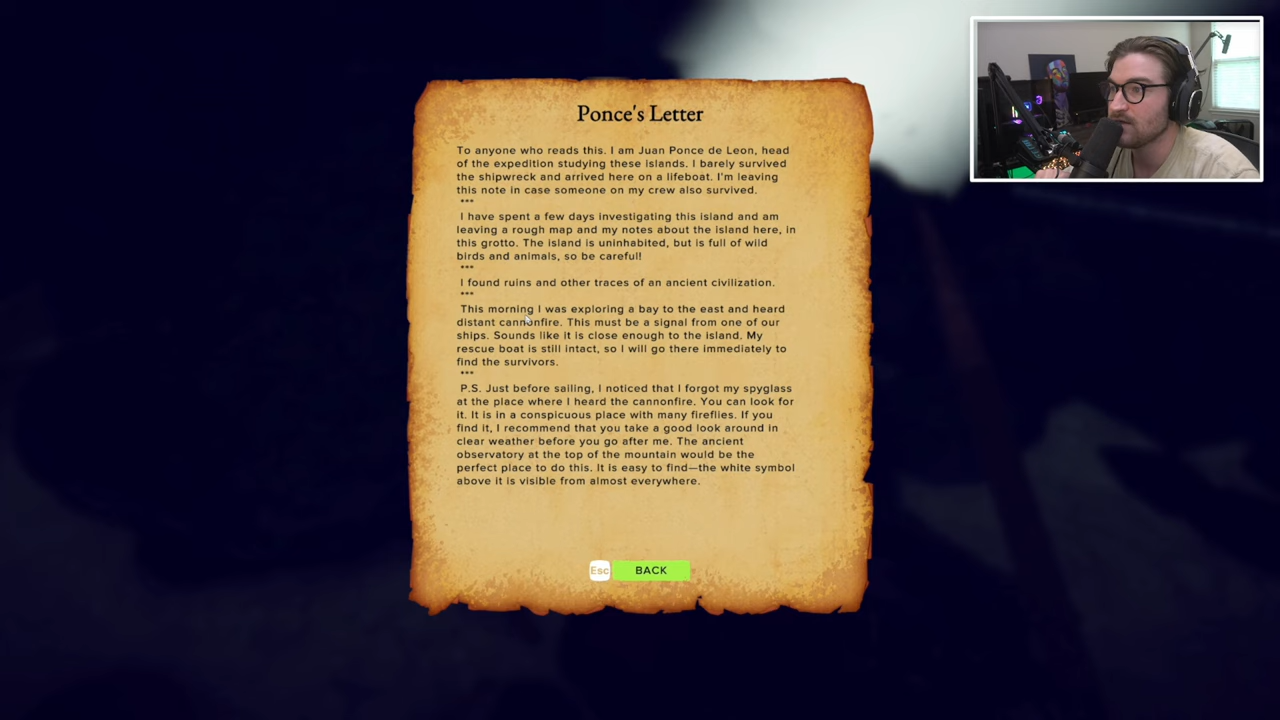 Ponce's Letter
To anyone who reads this. I am Juan Ponce de Leon, head
of the expedition studying these islands. I barely survived
the shipwreck and arrived here on a lifeboat. I'm leaving
this note in case someone on my crew also survived.
***
I have spent a few days investigating this island and am
leaving a rough map and my notes about the island here, in
this grotto. The island is uninhabited, but is full of wild
birds and animals, so be careful!
***
I found ruins and other traces of an ancient civilization.
***
This morning I was exploring a bay to the east and heard
distant cannonfire. This must be a signal from one of our
ships. Sounds like it is close enough to the island. My
rescue boat is still intact, so I will go there immediately to
find the survivors.
***
P.S. Just before sailing, I noticed that I forgot my spyglass
at the place where I heard the cannonfire. You can look for
it. It is in a conspicuous place with many fireflies. If you
find it, I recommend that you take a good look around in
clear weather before you go after me. The ancient
observatory at the top of the mountain would be the
perfect place to do this. It is easy to find—the white symbol
above it is visible from almost everywhere.
Esc BACK